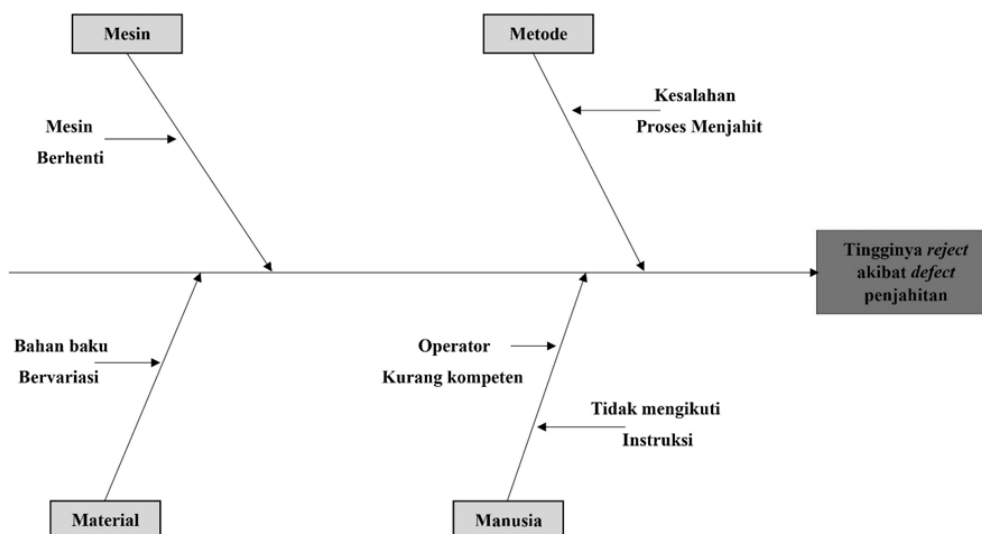 Mesin
Metode
Mesin
Berhenti
Kesalahan
Proses Menjahit
Tingginya reject
akibat defect
penjahitan
Bahan baku
Bervariasi
Operator
Kurang kompeten
Tidak mengikuti
Instruksi
Material
Manusia